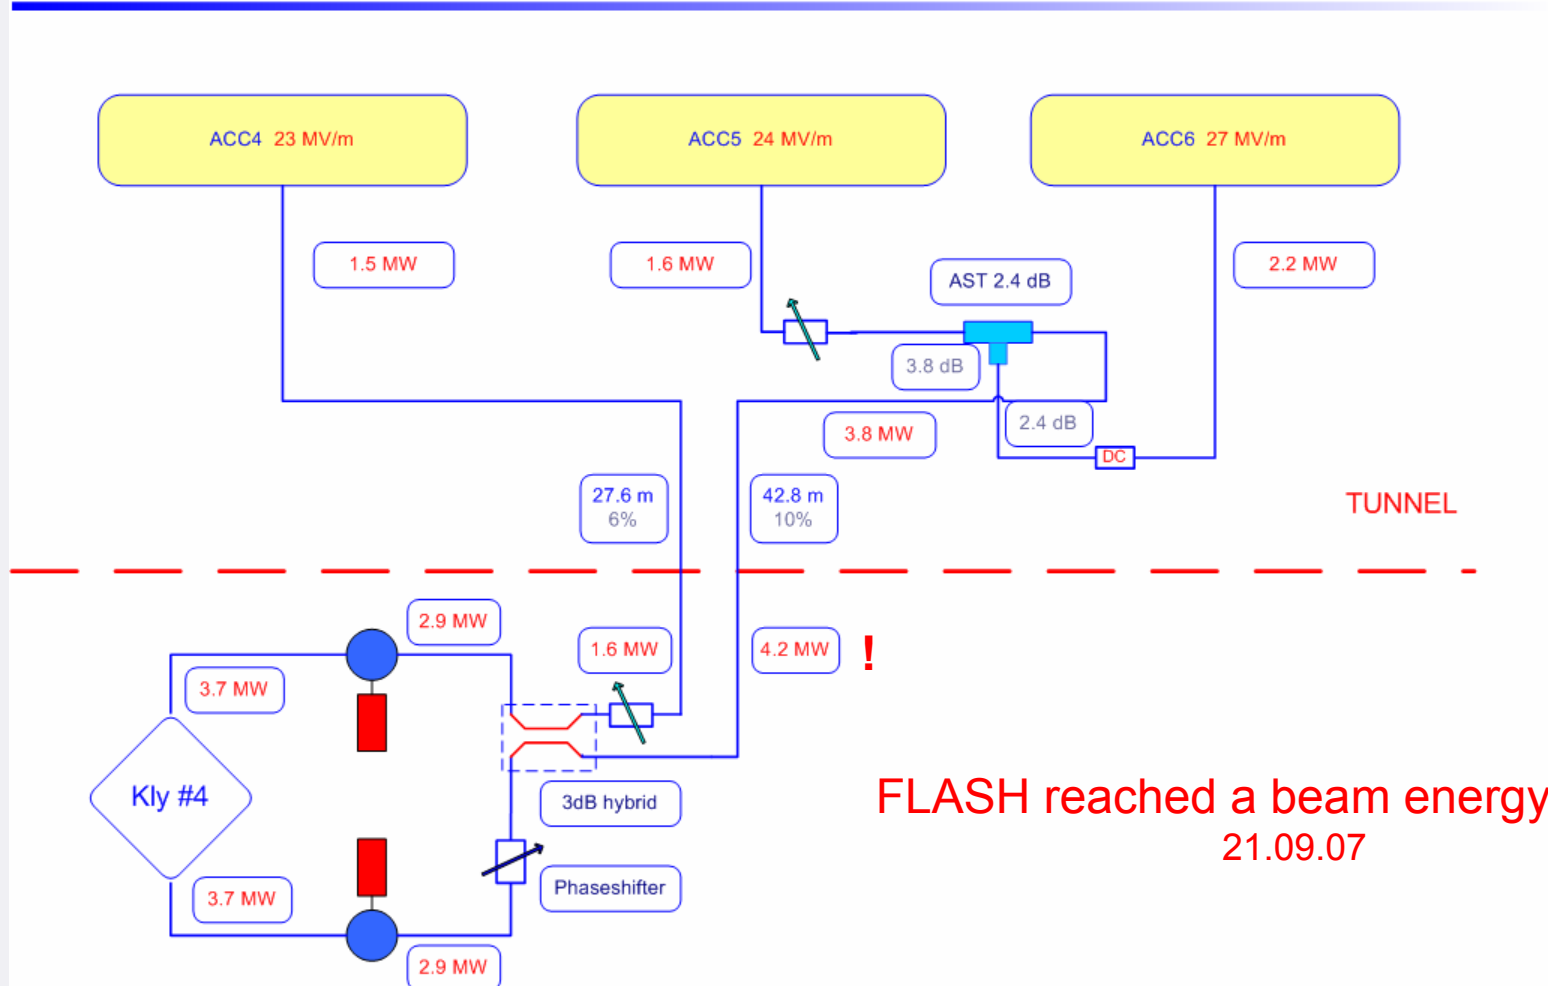 ACC4 23 MV/m
ACC5 24 MV/m
ACC6 27 MV/m
1.5 MW
1.6 MW
AST 2.4 dB
2.2 MW
3.8 dB
2.4 dB
3.8 MW
DC
27.6 m
6%
42.8 m
10%
TUNNEL
2.9 MW
1.6 MW
4.2 MW
!
3.7 MW
Kly #4
3dB hybrid
FLASH reached a beam energy
21.09.07
Phaseshifter
3.7 MW
2.9 MW